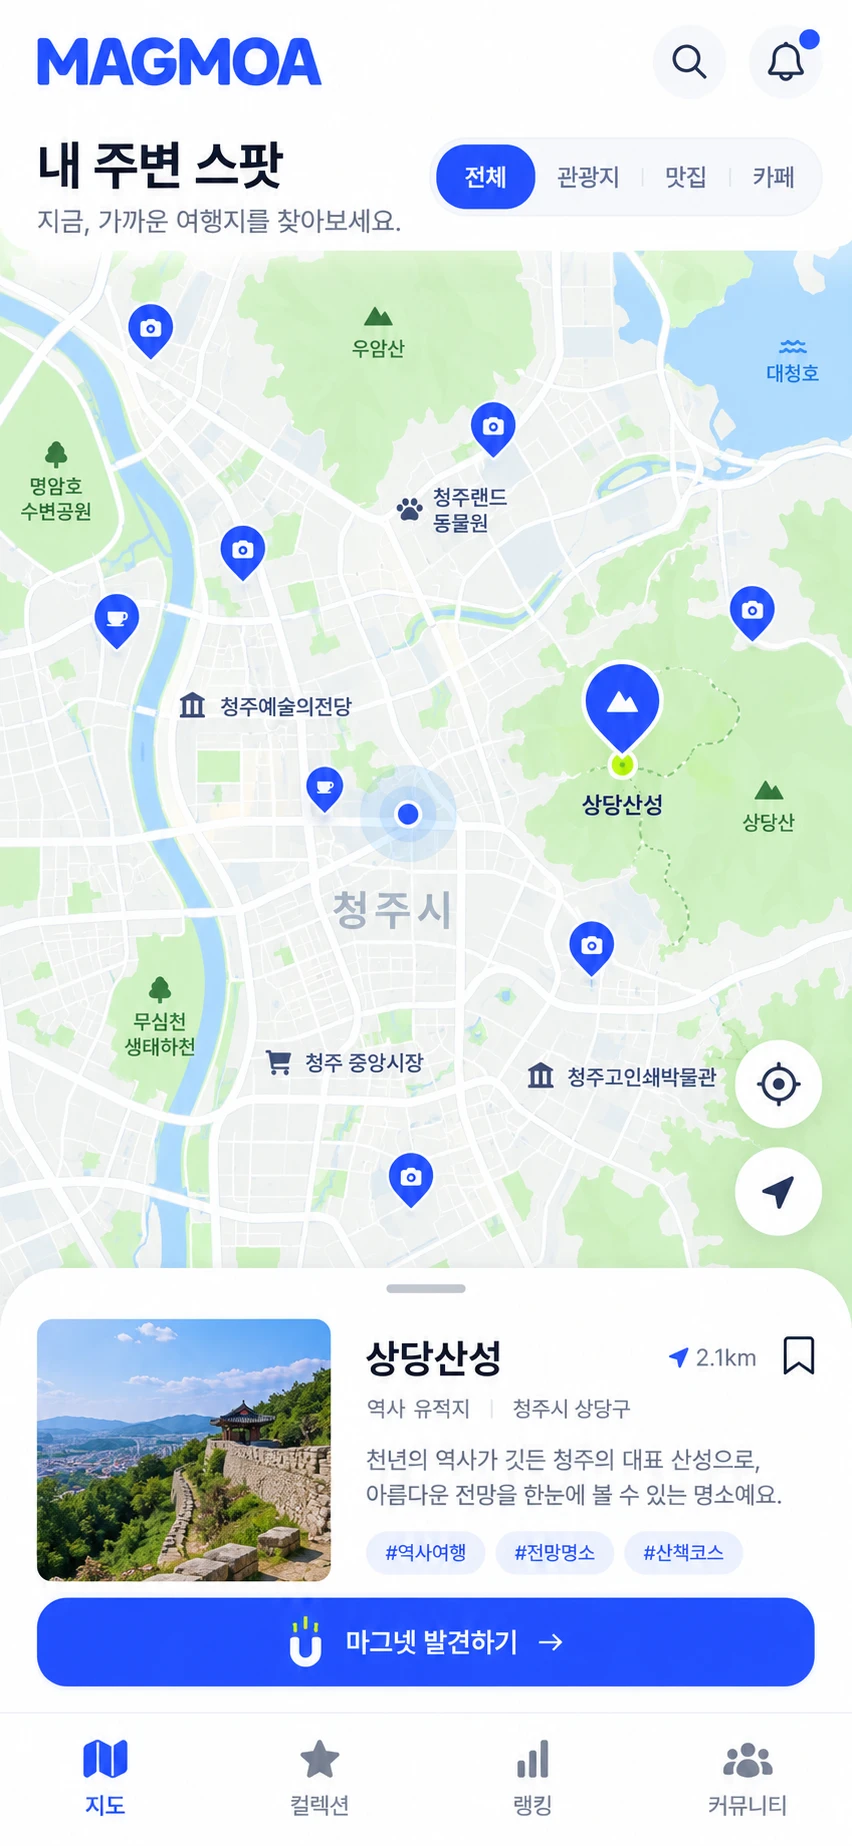 MAGMOA
내 주변 스팟
지금, 가까운 여행지를 찾아보세요.
전체 관광지 맛집 카페
우암산
대청호
명암호
수변공원
청주랜드
동물원
청주예술의전당
상당산성
상당산
청주시
무심천
생태하천
청주 중앙시장
청주고인쇄박물관
상당산성
2.1km
역사 유적지 | 청주시 상당구
천년의 역사가 깃든 청주의 대표 산성으로,
아름다운 전망을 한눈에 볼 수 있는 명소예요.
#역사여행 #전망명소 #산책코스
마그넷 발견하기 →
지도 컬렉션 랭킹 커뮤니티